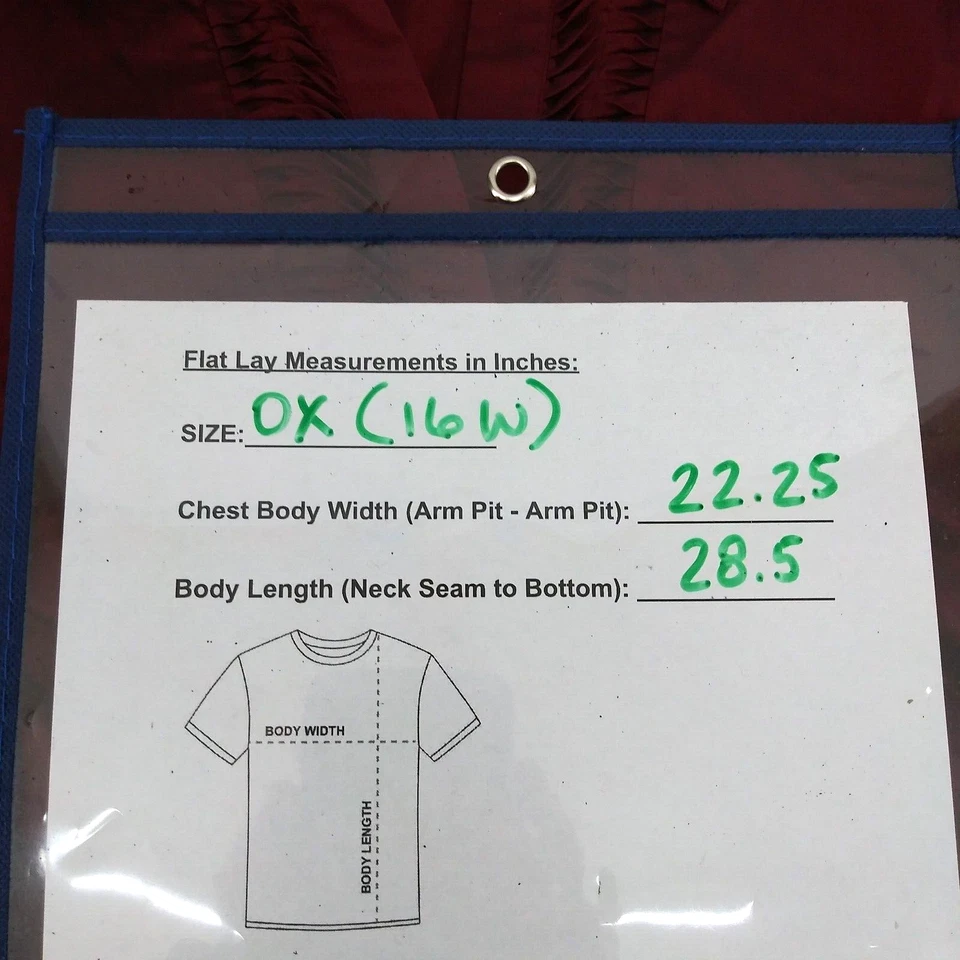 Flat Lay Measurements in Inches:
SIZE: OX (16W)
Chest Body Width (Arm Pit - Arm Pit): 22.25
Body Length (Neck Seam to Bottom): 28.5
BODY WIDTH
BODY LENGTH